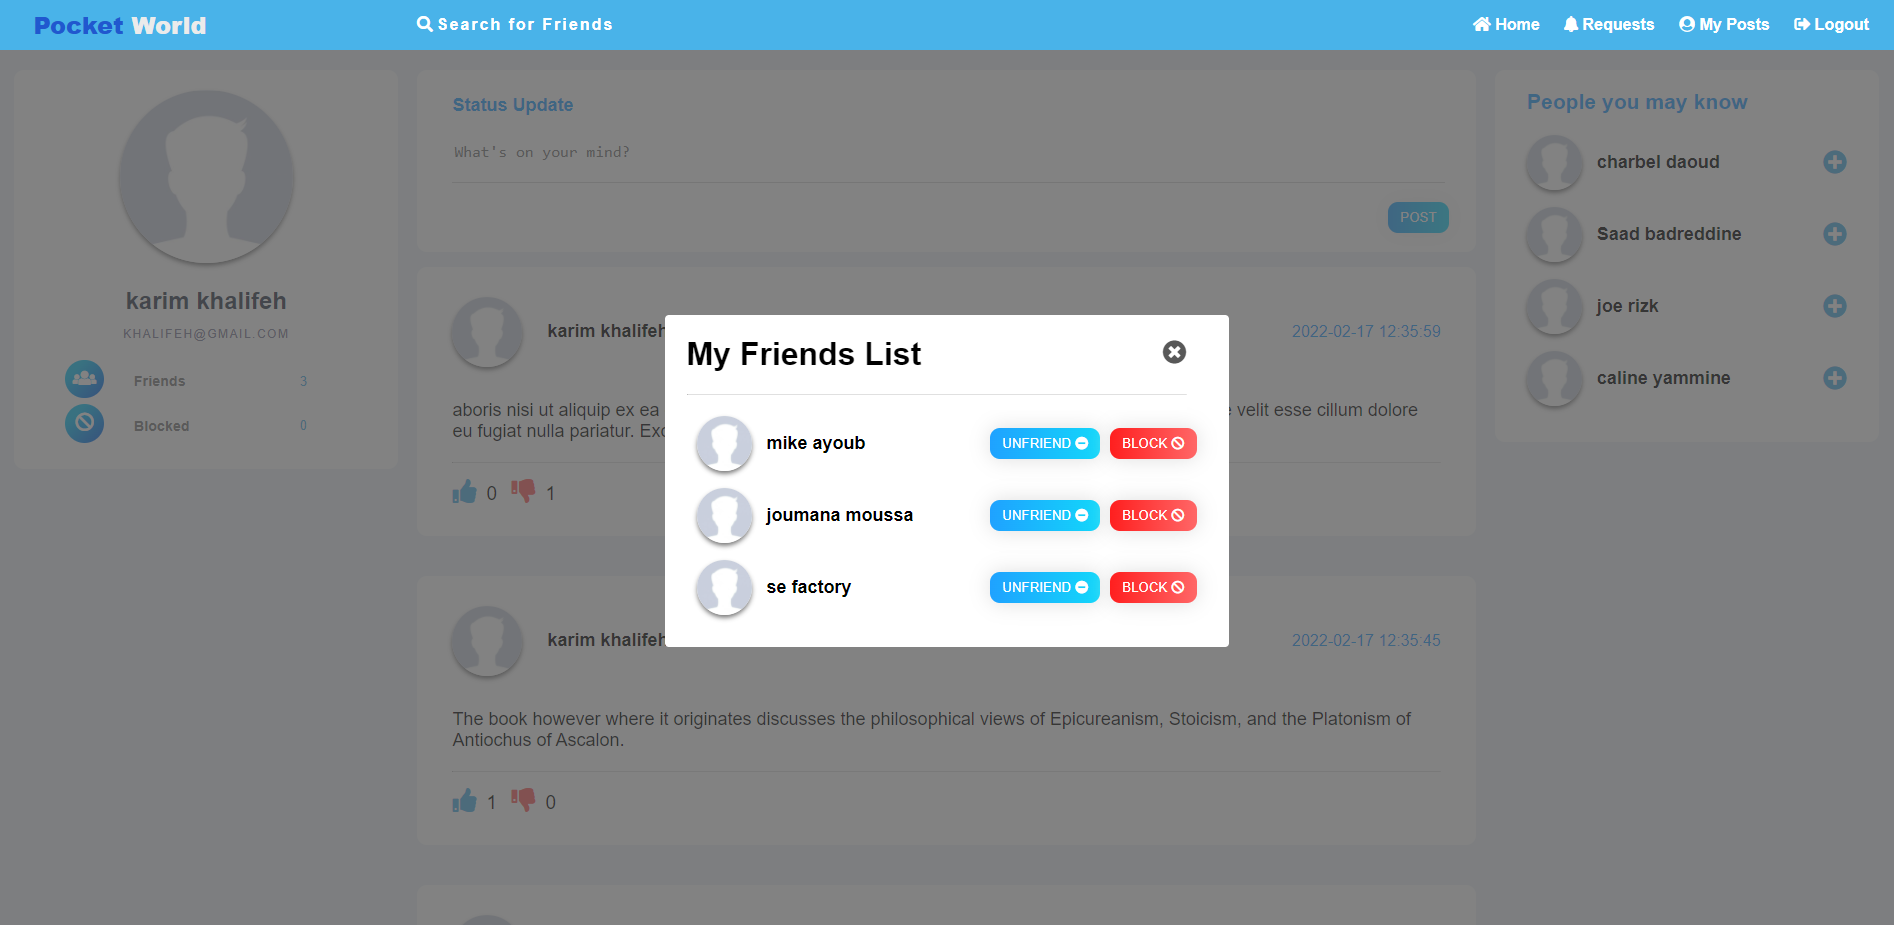 Pocket World
Search for Friends
Home
Requests
My Posts
Logout
karim khalifeh
KHALIFEH@GMAIL.COM
Friends 3
Blocked 0
Status Update
What's on your mind?
POST
karim khalifeh
2022-02-17 12:35:59
aboris nisi ut aliquip ex ea velit esse cillum dolore
eu fugiat nulla pariatur.
0 1
karim khalifeh
2022-02-17 12:35:45
The book however where it originates discusses the philosophical views of Epicureanism, Stoicism, and the Platonism of
Antiochus of Ascalon.
1 0
My Friends List
mike ayoub UNFRIEND BLOCK
joumana moussa UNFRIEND BLOCK
se factory UNFRIEND BLOCK
People you may know
charbel daoud
Saad badreddine
joe rizk
caline yammine